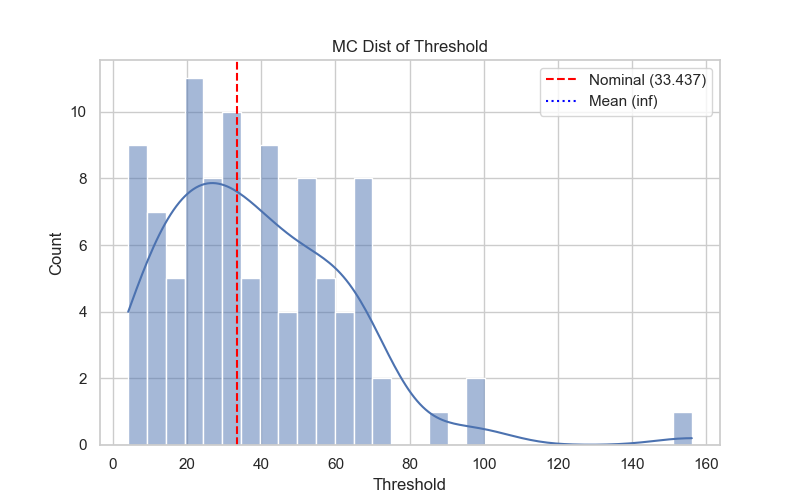 MC Dist of Threshold
Nominal (33.437)
Mean (inf)
Count
10
8
6
4
2
0
0 20 40 60 80 100 120 140 160
Threshold